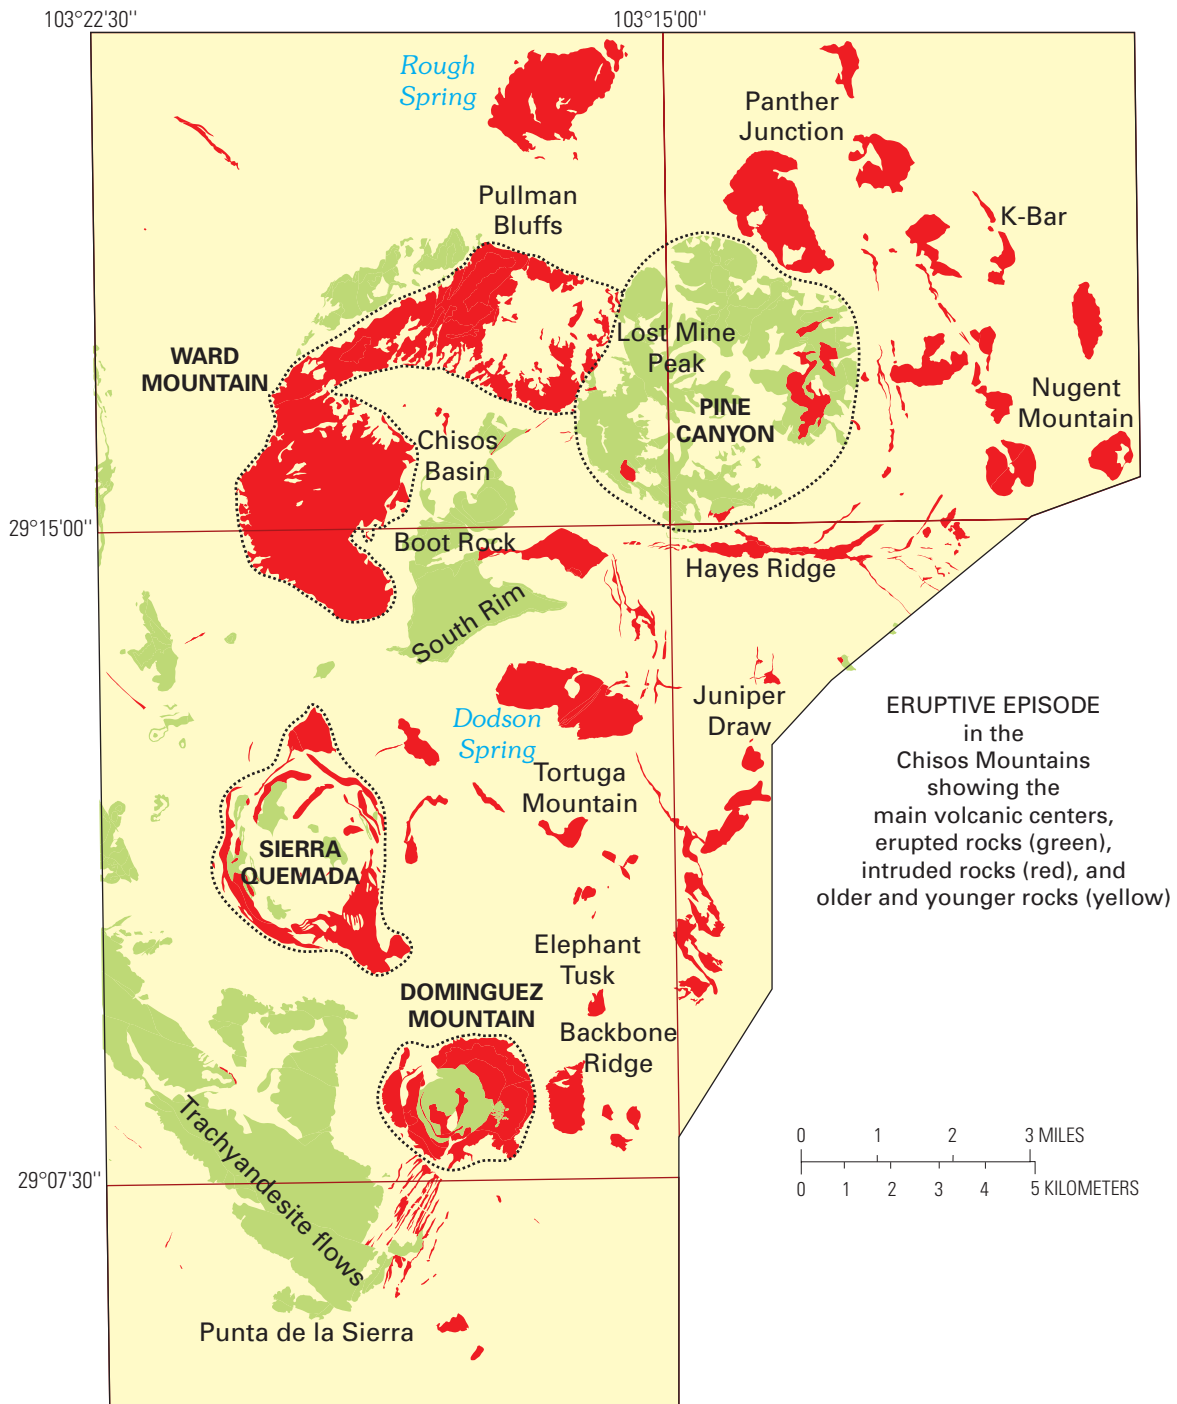 103°22'30"
103°15'00"
Rough
Spring
Panther
Junction
Pullman
Bluffs
K-Bar
WARD
MOUNTAIN
Lost Mine
Peak
PINE
CANYON
Nugent
Mountain
Chisos
Basin
29°15'00"
Boot Rock
Hayes Ridge
South Rim
Juniper
Draw
Dodson
Spring
Tortuga
Mountain
ERUPTIVE EPISODE
in the
Chisos Mountains
showing the
main volcanic centers,
erupted rocks (green),
intruded rocks (red), and
older and younger rocks (yellow)
SIERRA
QUEMADA
Elephant
Tusk
DOMINGUEZ
MOUNTAIN
Backbone
Ridge
Trachyandesite flows
0 1 2 3 MILES
0 1 2 3 4 5 KILOMETERS
29°07'30"
Punta de la Sierra